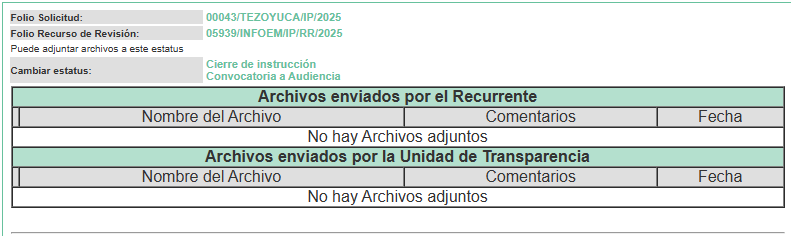 Folio Solicitud: 00043/TEZOYUCA/IP/2025
Folio Recurso de Revisión: 05939/INFOEM/IP/RR/2025
Puede adjuntar archivos a este estatus
Cambiar estatus: Cierre de instrucción
Convocatoria a Audiencia
Archivos enviados por el Recurrente
Nombre del Archivo Comentarios Fecha
No hay Archivos adjuntos
Archivos enviados por la Unidad de Transparencia
Nombre del Archivo Comentarios Fecha
No hay Archivos adjuntos